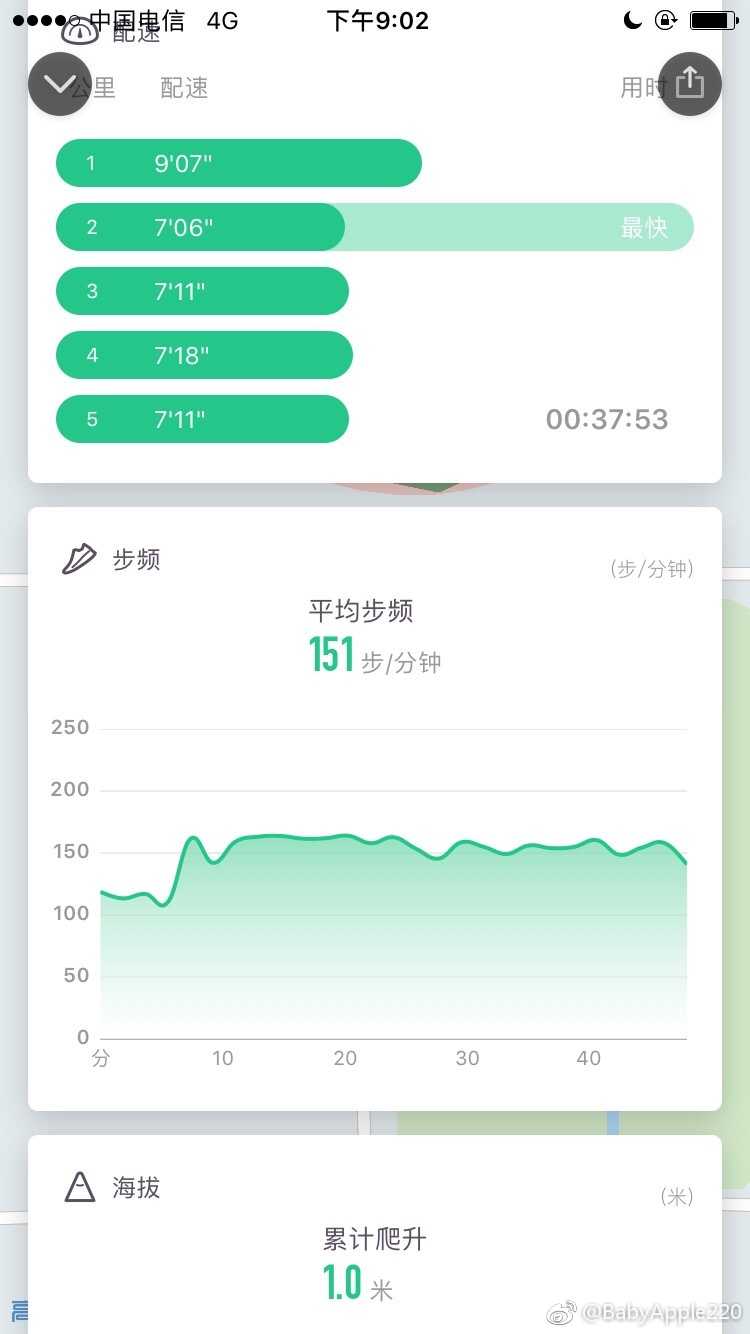 中国电信 4G 下午9:02
配速
公里 配速 用时
1 9'07"
2 7'06" 最快
3 7'11"
4 7'18"
5 7'11" 00:37:53
步频 (步/分钟)
平均步频
151 步/分钟
250
200
150
100
50
0
分 10 20 30 40
海拔 (米)
累计爬升
1.0 米
@BabyApple220